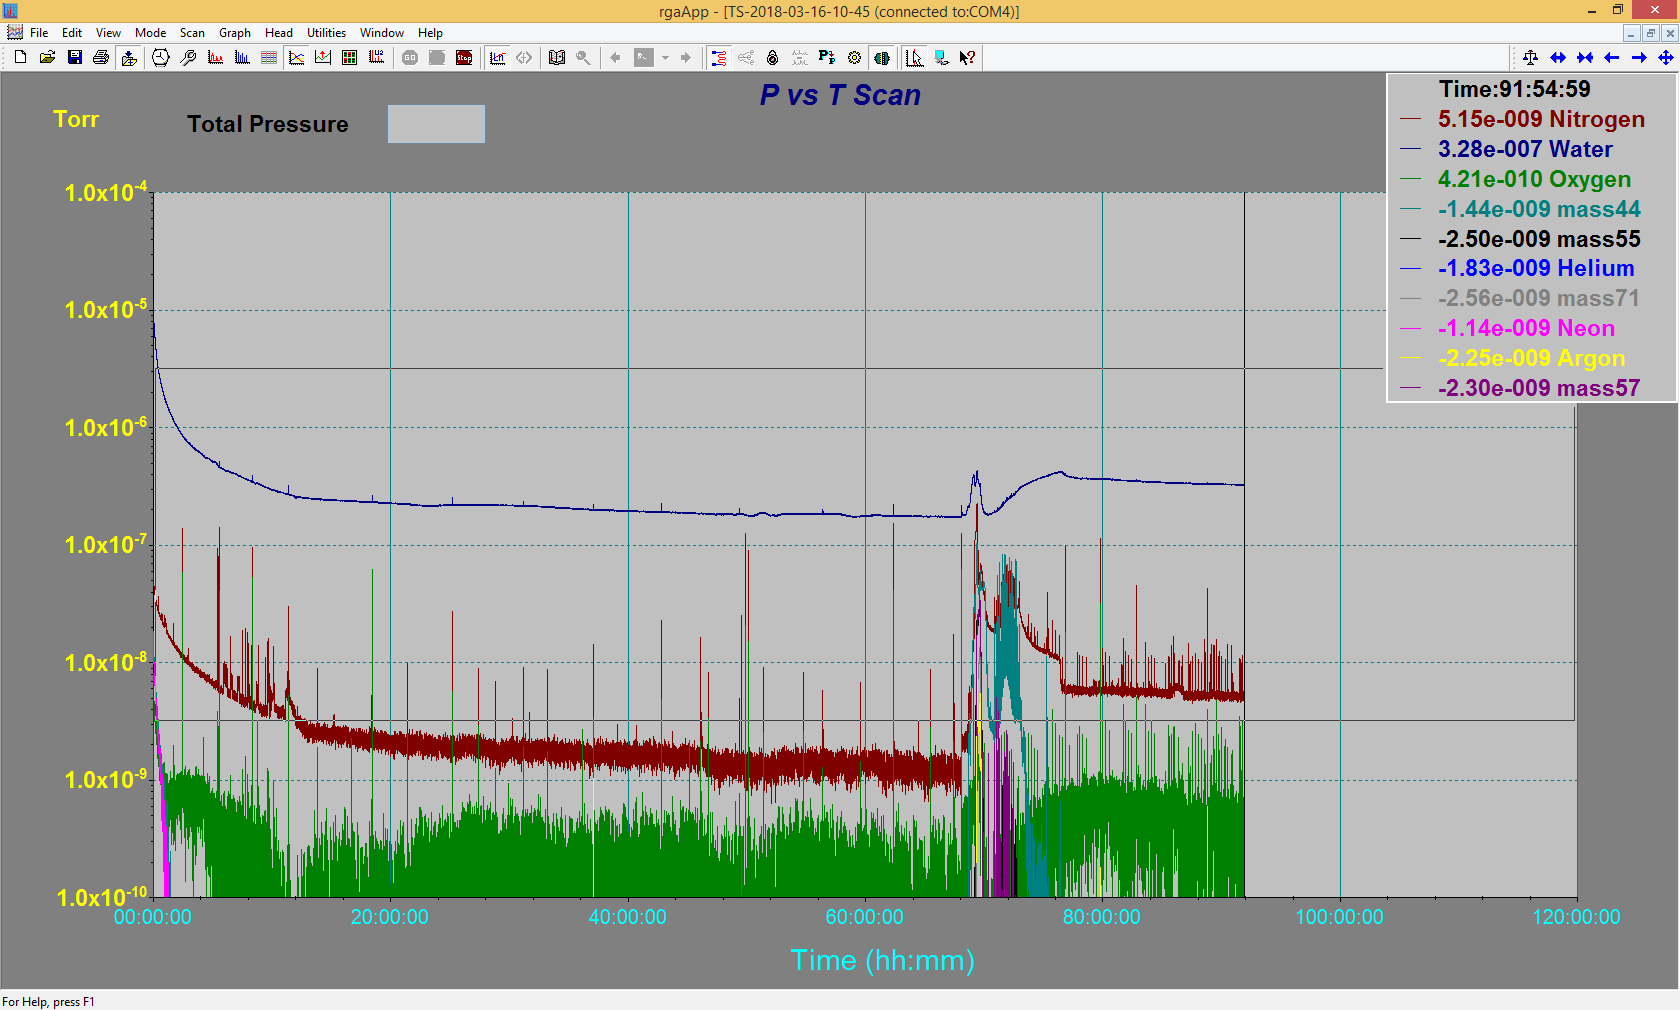 rgaApp - [TS-2018-03-16-10-45 (connected to:COM4)]
File Edit View Mode Scan Graph Head Utilities Window Help
GO Stop
P vs T Scan
Torr
Total Pressure
Time:91:54:59
5.15e-009 Nitrogen
3.28e-007 Water
4.21e-010 Oxygen
-1.44e-009 mass44
-2.50e-009 mass55
-1.83e-009 Helium
-2.56e-009 mass71
-1.14e-009 Neon
-2.25e-009 Argon
-2.30e-009 mass57
1.0x10-4
1.0x10-5
1.0x10-6
1.0x10-7
1.0x10-8
1.0x10-9
1.0x10-10
00:00:00 20:00:00 40:00:00 60:00:00 80:00:00 100:00:00 120:00:00
Time (hh:mm)
For Help, press F1